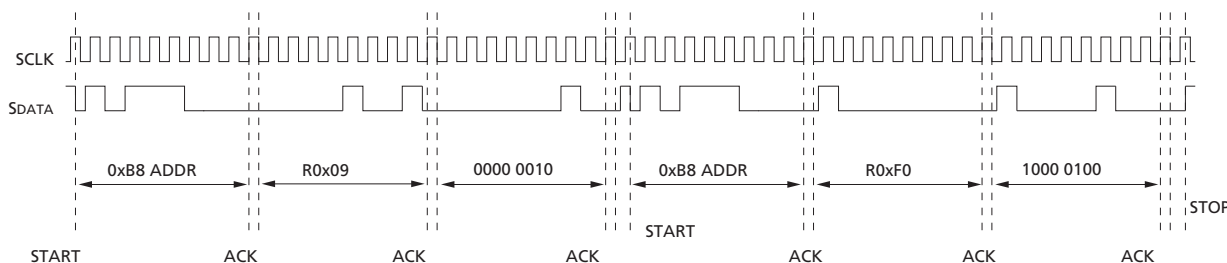 SCLK
SDATA
0xB8 ADDR R0x09 0000 0010 0xB8 ADDR R0xF0 1000 0100
STOP
START
START ACK ACK ACK ACK ACK ACK